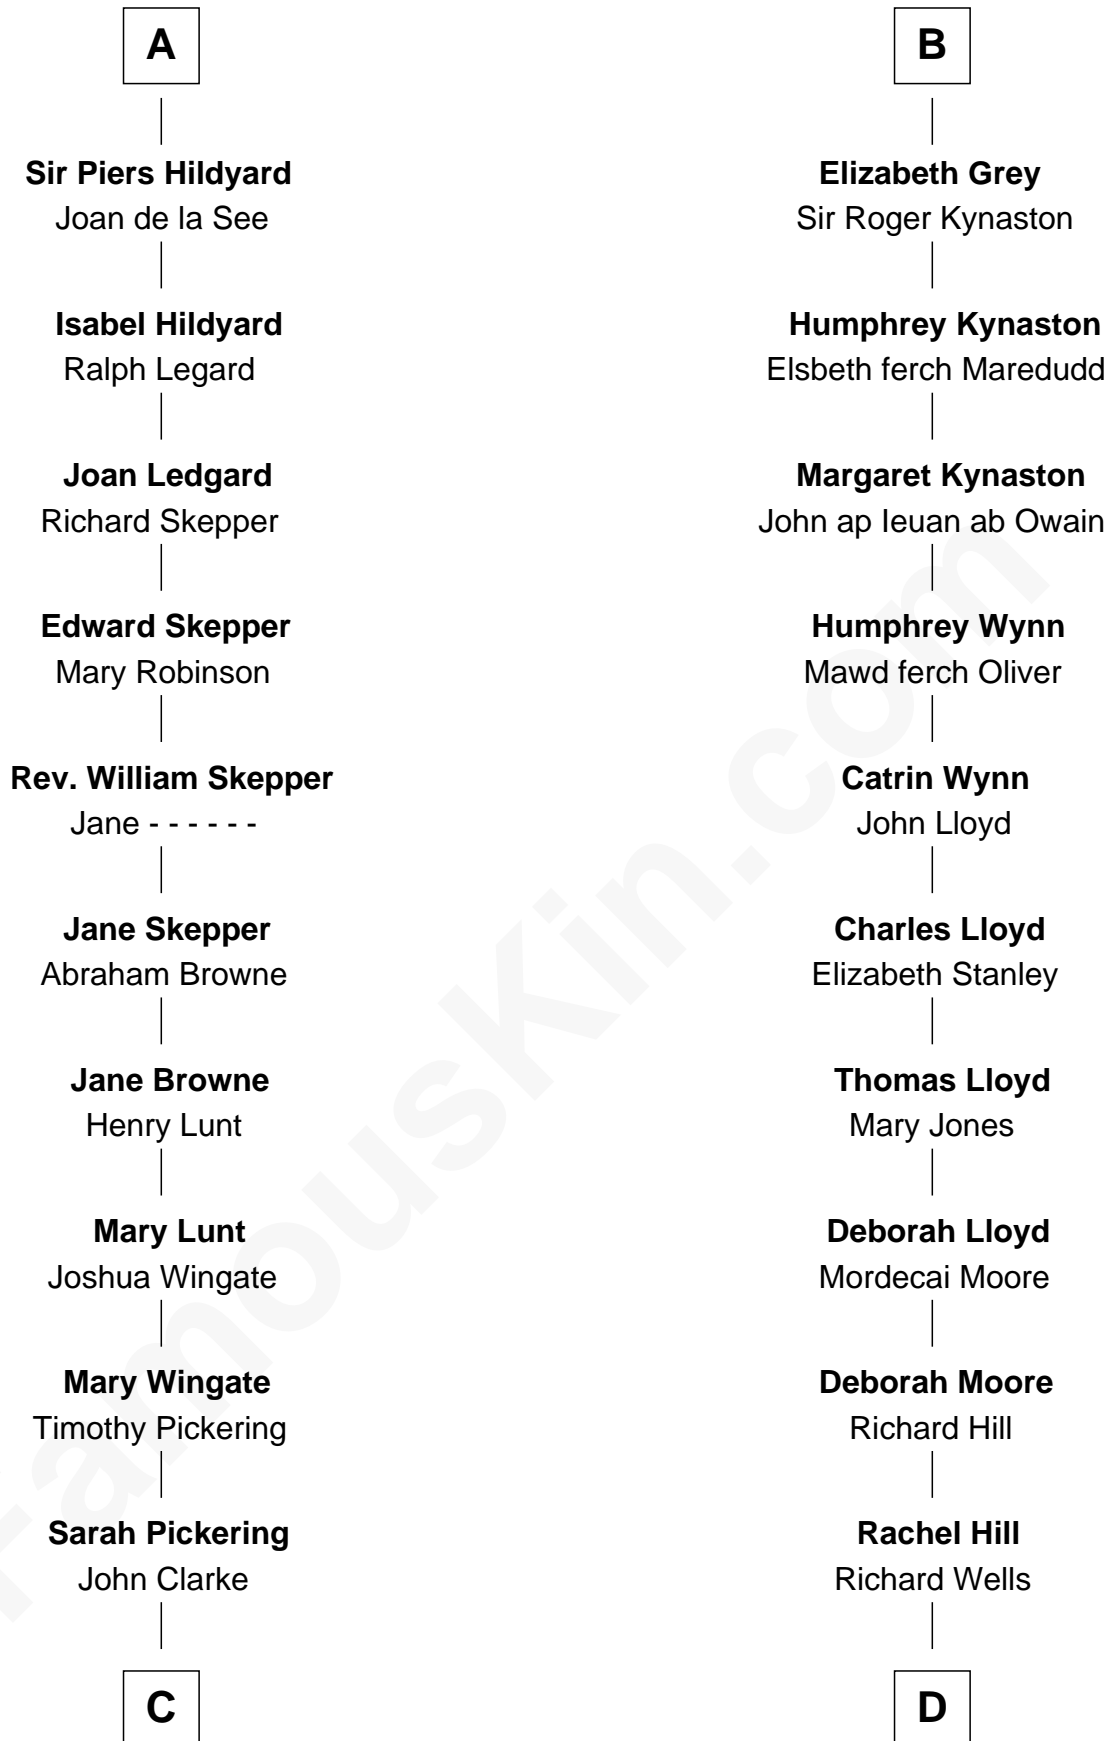 A
Sir Piers Hildyard
Joan de la See
Isabel Hildyard
Ralph Legard
Joan Ledgard
Richard Skepper
Edward Skepper
Mary Robinson
Rev. William Skepper
Jane - - - - - -
Jane Skepper
Abraham Browne
Jane Browne
Henry Lunt
Mary Lunt
Joshua Wingate
Mary Wingate
Timothy Pickering
Sarah Pickering
John Clarke
C
B
Elizabeth Grey
Sir Roger Kynaston
Humphrey Kynaston
Elsbeth ferch Maredudd
Margaret Kynaston
John ap Ieuan ab Owain
Humphrey Wynn
Mawd ferch Oliver
Catrin Wynn
John Lloyd
Charles Lloyd
Elizabeth Stanley
Thomas Lloyd
Mary Jones
Deborah Lloyd
Mordecai Moore
Deborah Moore
Richard Hill
Rachel Hill
Richard Wells
D
FamousKin.com